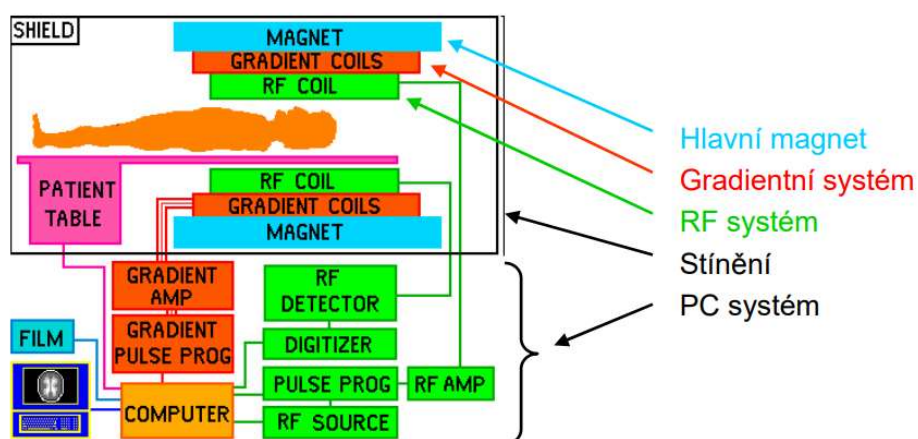 SHIELD
MAGNET
GRADIENT COILS
RF COIL
PATIENT
TABLE
RF COIL
GRADIENT COILS
MAGNET
GRADIENT
AMP
RF
DETECTOR
FILM
GRADIENT
PULSE PROG
DIGITIZER
COMPUTER
PULSE PROG
RF AMP
RF SOURCE
Hlavní magnet
Gradientní systém
RF systém
Stínění
PC systém